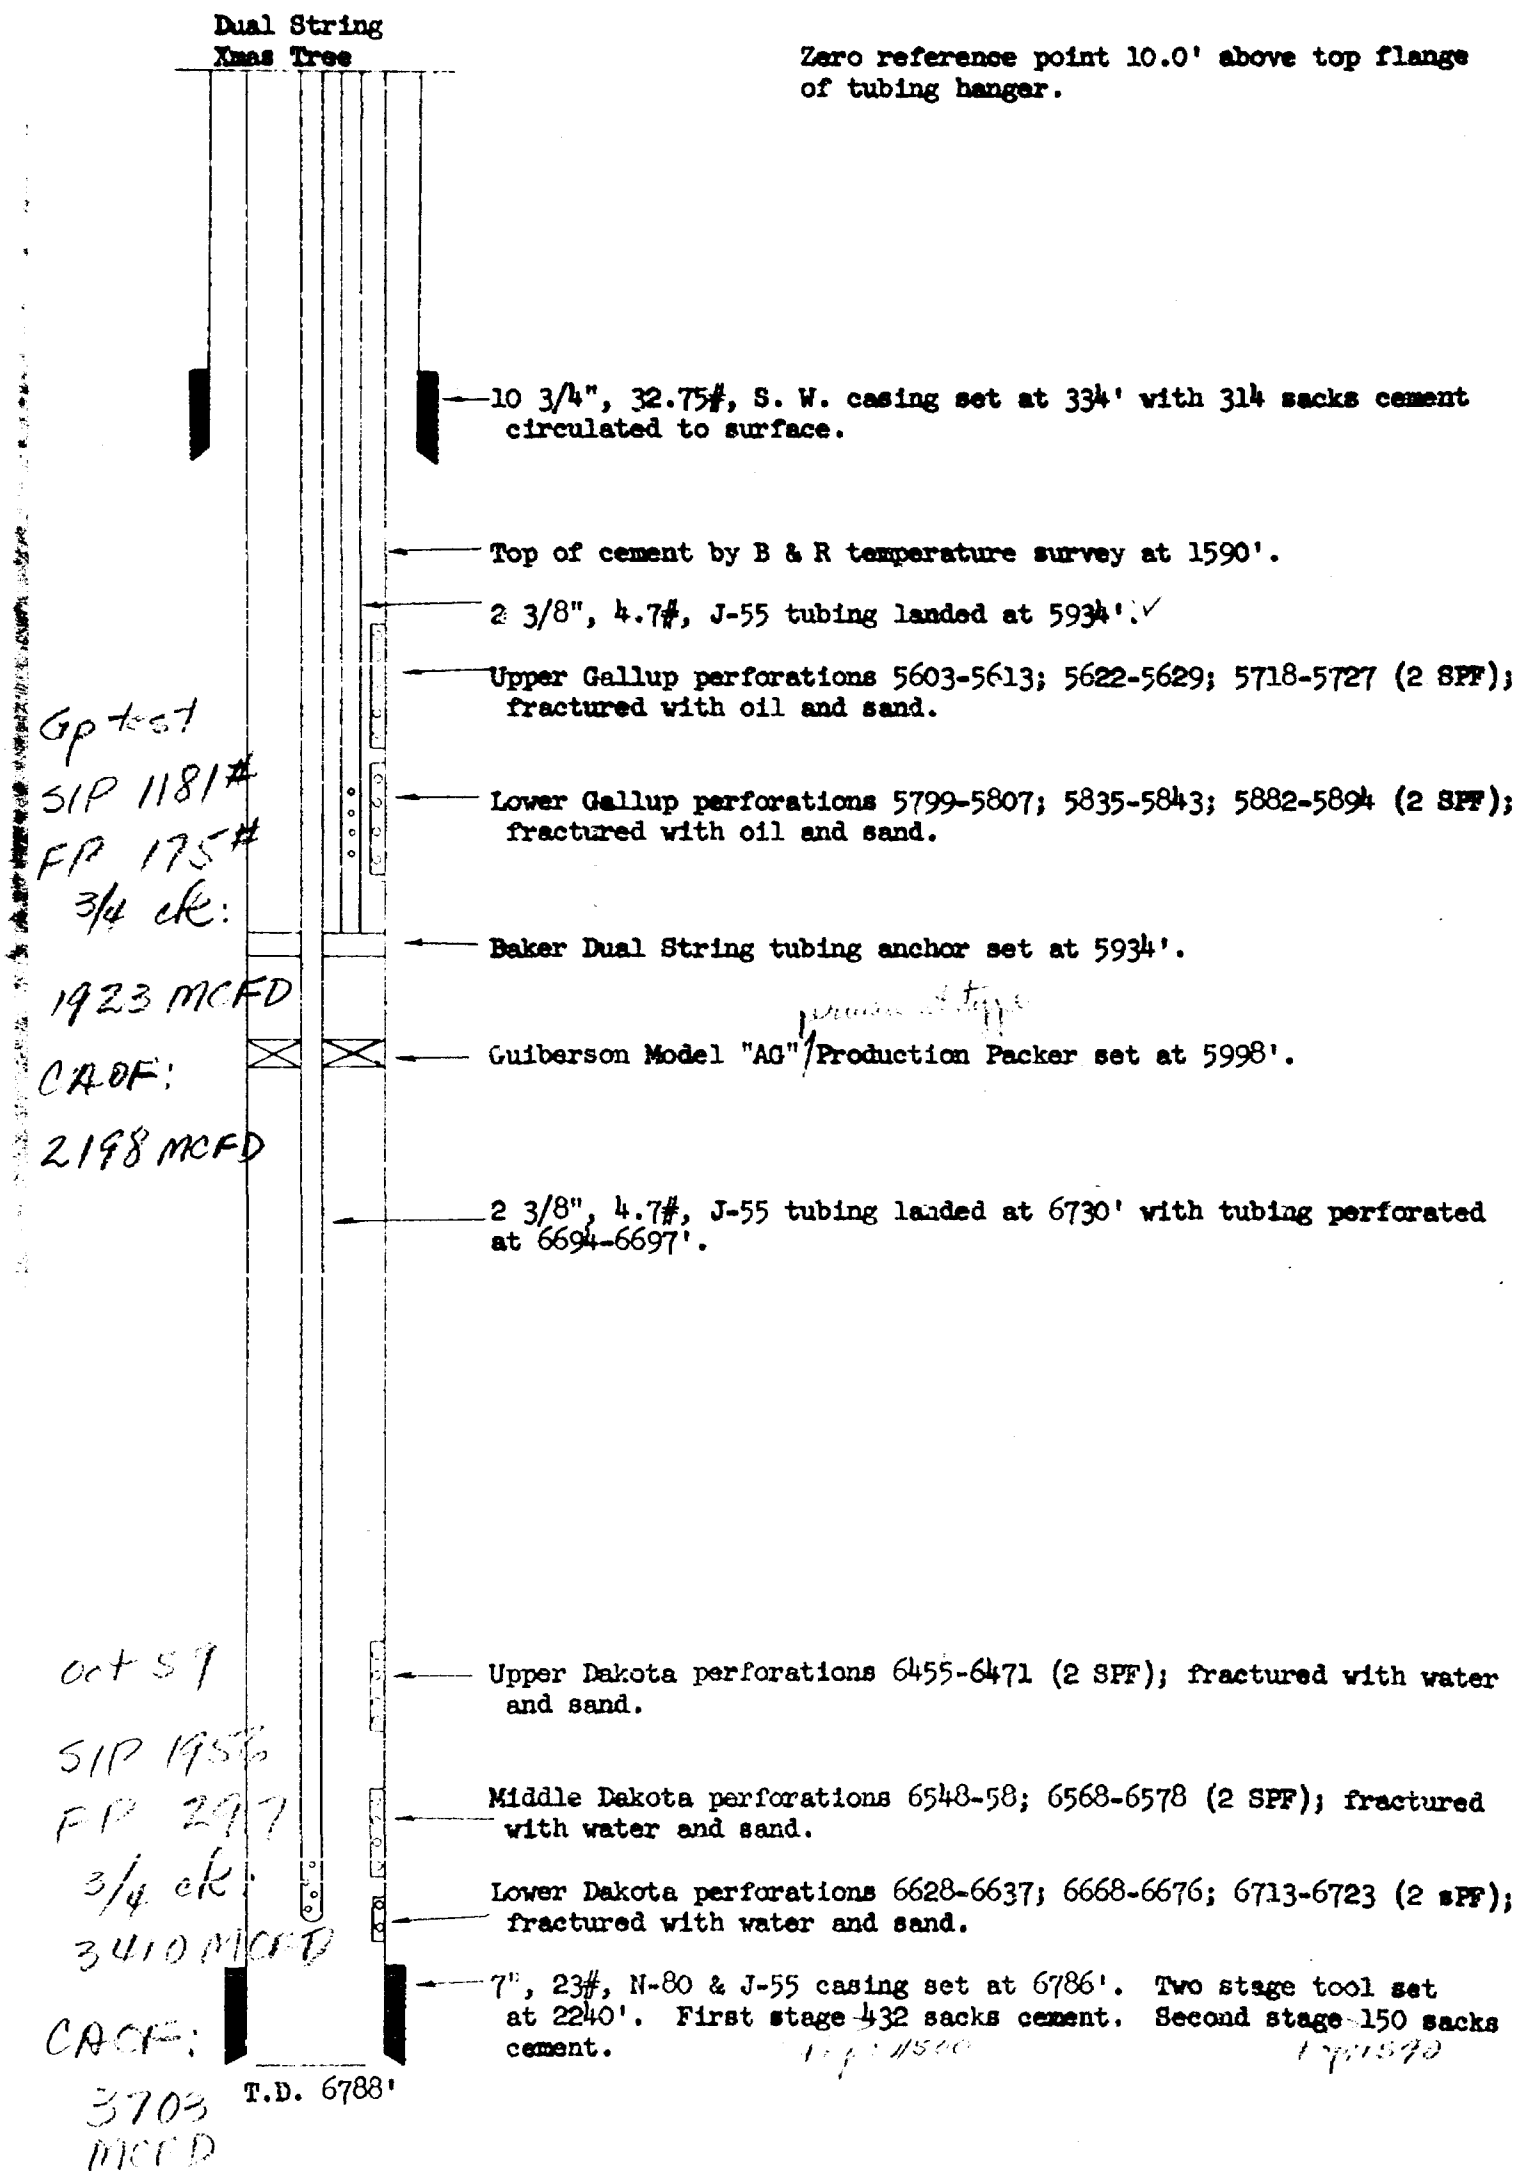 Dual String
Xmas Tree
Zero reference point 10.0' above top flange
of tubing hanger.
10 3/4", 32.75#, S. W. casing set at 334' with 314 sacks cement
circulated to surface.
Top of cement by B & R temperature survey at 1590'.
2 3/8", 4.7#, J-55 tubing landed at 5934'. ✓
Upper Gallup perforations 5603-5613; 5622-5629; 5718-5727 (2 SPF);
fractured with oil and sand.
Gp test
SIP 1181#
FP 175#
3/4 ck:
1923 MCFD
CAOF:
2198 MCFD
Lower Gallup perforations 5799-5807; 5835-5843; 5882-5894 (2 SPF);
fractured with oil and sand.
Baker Dual String tubing anchor set at 5934'.
type
Guiberson Model "AG" Production Packer set at 5998'.
2 3/8", 4.7#, J-55 tubing landed at 6730' with tubing perforated
at 6694-6697'.
Oct 59
SIP 1956
FP 297
3/4 ck:
3410 MCFD
CAOF:
3703
MCFD
Upper Dakota perforations 6455-6471 (2 SPF); fractured with water
and sand.
Middle Dakota perforations 6548-58; 6568-6578 (2 SPF); fractured
with water and sand.
Lower Dakota perforations 6628-6637; 6668-6676; 6713-6723 (2 sPF);
fractured with water and sand.
7", 23#, N-80 & J-55 casing set at 6786'. Two stage tool set
at 2240'. First stage 432 sacks cement. Second stage 150 sacks
cement.
T.D. 6788'